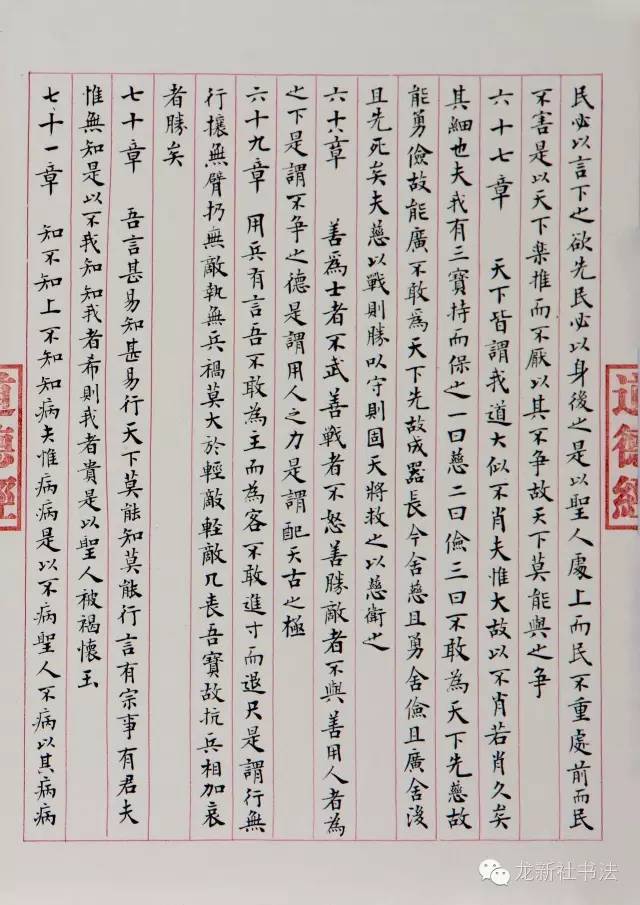 民必以言下之欲先民必以身後之是以聖人處上而民不重處前而民
不害是以天下楽推而不厭以其不争故天下莫能與之争
六十七章 天下皆謂我道大似不肖夫惟大故以不肖若肖久矣
其細也夫我有三寶持而保之一曰慈二曰儉三曰不敢為天下先慈故
能勇儉故能廣不敢爲天下先故成器長今舍慈且勇舍儉且廣舍後
且先死矣夫慈以戰則勝以守則固天將救之以慈衛之
六十八章 善爲士者不武善戰者不怒善勝敵者不與善用人者為
之下是謂不争之德是謂用人之力是謂配天古之極
六十九章 用兵有言吾不敢為主而為客不敢進寸而退尺是謂行無
行攘無臂扔無敵執無兵禍莫大於輕敵輕敵几喪吾寶故抗兵相加哀
者勝矣
七十章 吾言甚易知甚易行天下莫能知莫能行言有宗事有君夫
惟無知是以不我知知我者希則我者貴是以聖人被褐懷玉
七十一章 知不知上不知知病夫惟病病是以不病聖人不病以其病病
道德經
道德經
龙新社书法